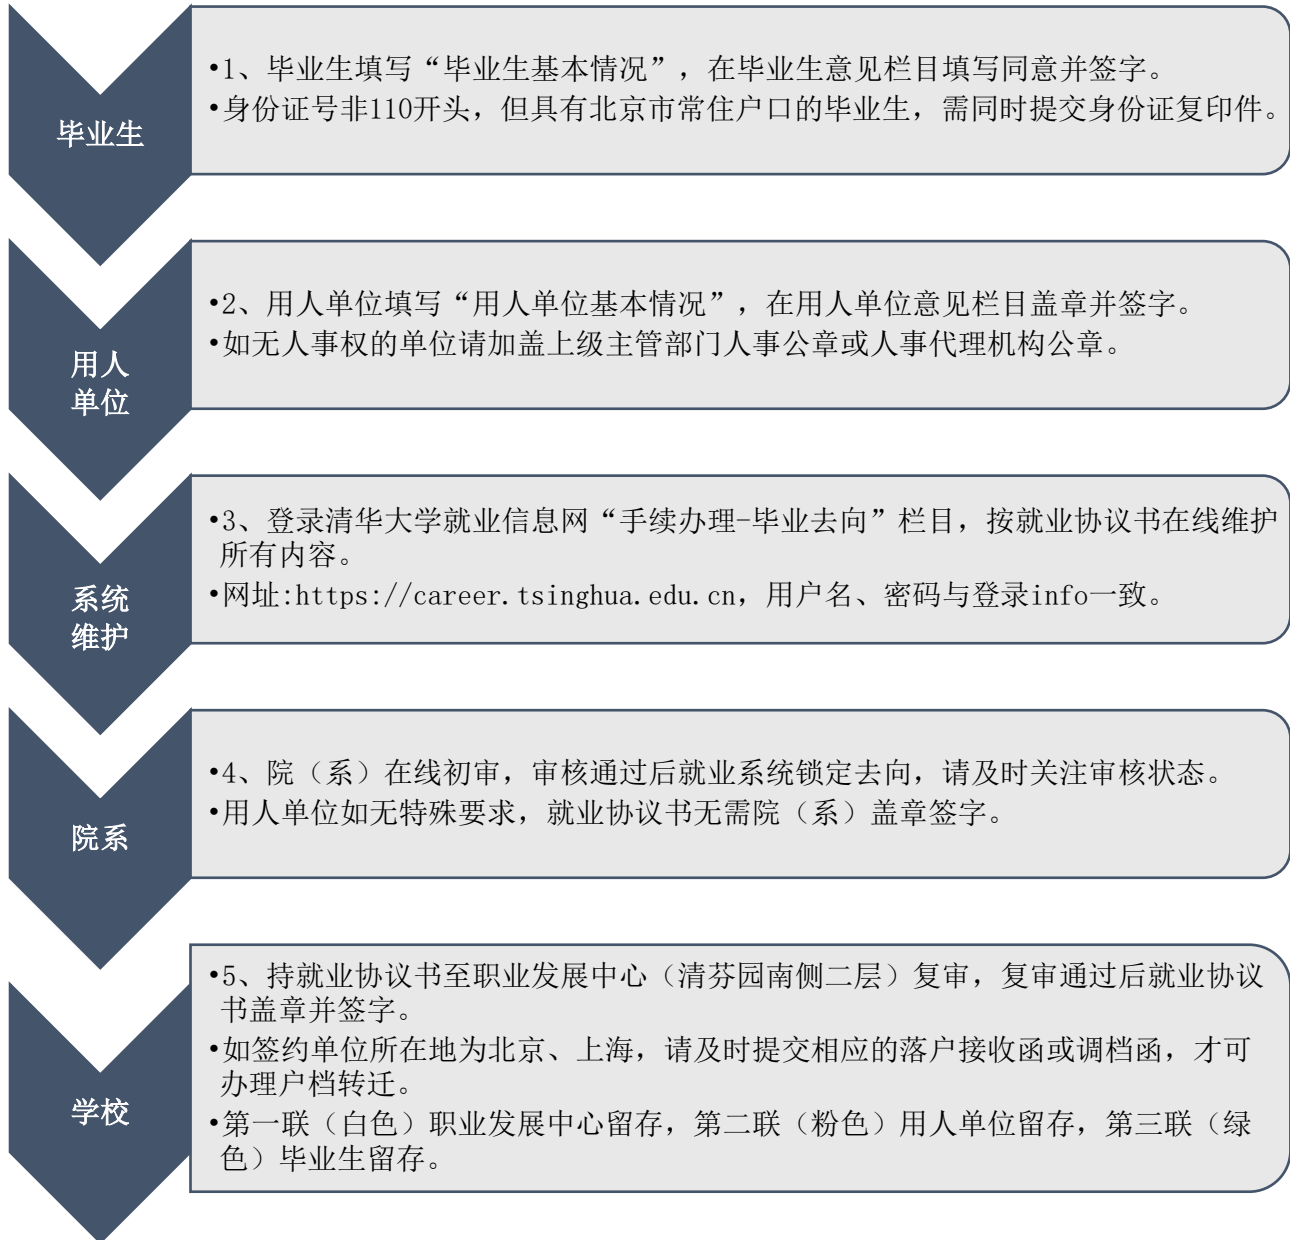 毕业生
•1、毕业生填写“毕业生基本情况”，在毕业生意见栏目填写同意并签字。
•身份证号非110开头，但具有北京市常住户口的毕业生，需同时提交身份证复印件。
用人
单位
•2、用人单位填写“用人单位基本情况”，在用人单位意见栏目盖章并签字。
•如无人事权的单位请加盖上级主管部门人事公章或人事代理机构公章。
系统
维护
•3、登录清华大学就业信息网“手续办理-毕业去向”栏目，按就业协议书在线维护
所有内容。
•网址:https://career.tsinghua.edu.cn，用户名、密码与登录info一致。
院系
•4、院（系）在线初审，审核通过后就业系统锁定去向，请及时关注审核状态。
•用人单位如无特殊要求，就业协议书无需院（系）盖章签字。
学校
•5、持就业协议书至职业发展中心（清芬园南侧二层）复审，复审通过后就业协议
书盖章并签字。
•如签约单位所在地为北京、上海，请及时提交相应的落户接收函或调档函，才可
办理户档转迁。
•第一联（白色）职业发展中心留存，第二联（粉色）用人单位留存，第三联（绿
色）毕业生留存。